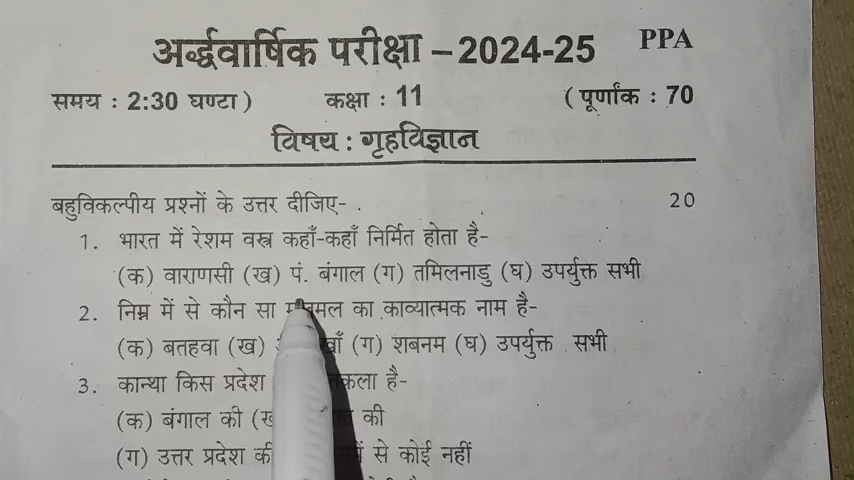 अर्द्धवार्षिक परीक्षा – 2024-25 PPA
समय : 2:30 घण्टा ) कक्षा : 11 ( पूर्णांक : 70
विषय : गृहविज्ञान
बहुविकल्पीय प्रश्नों के उत्तर दीजिए- 20
1. भारत में रेशम वस्त्र कहाँ-कहाँ निर्मित होता है-
(क) वाराणसी (ख) पं. बंगाल (ग) तमिलनाडु (घ) उपर्युक्त सभी
2. निम्न में से कौन सा का काव्यात्मक नाम है-
(क) बतहवा (ख) (ग) शबनम (घ) उपर्युक्त सभी
3. कान्था किस प्रदेश है-
(क) बंगाल की की
(ग) उत्तर प्रदेश की से कोई नहीं